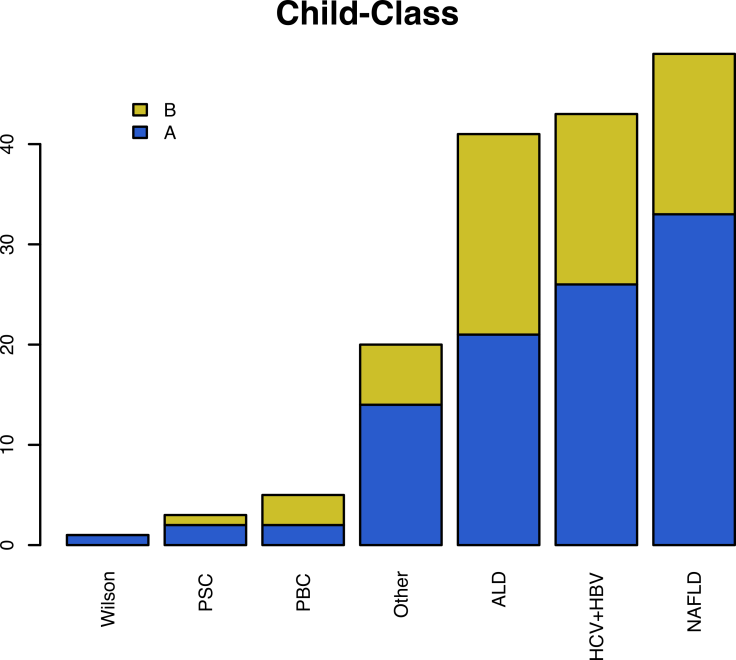 Child-Class
B
A
40
30
20
10
0
Wilson
PSC
PBC
Other
ALD
HCV+HBV
NAFLD